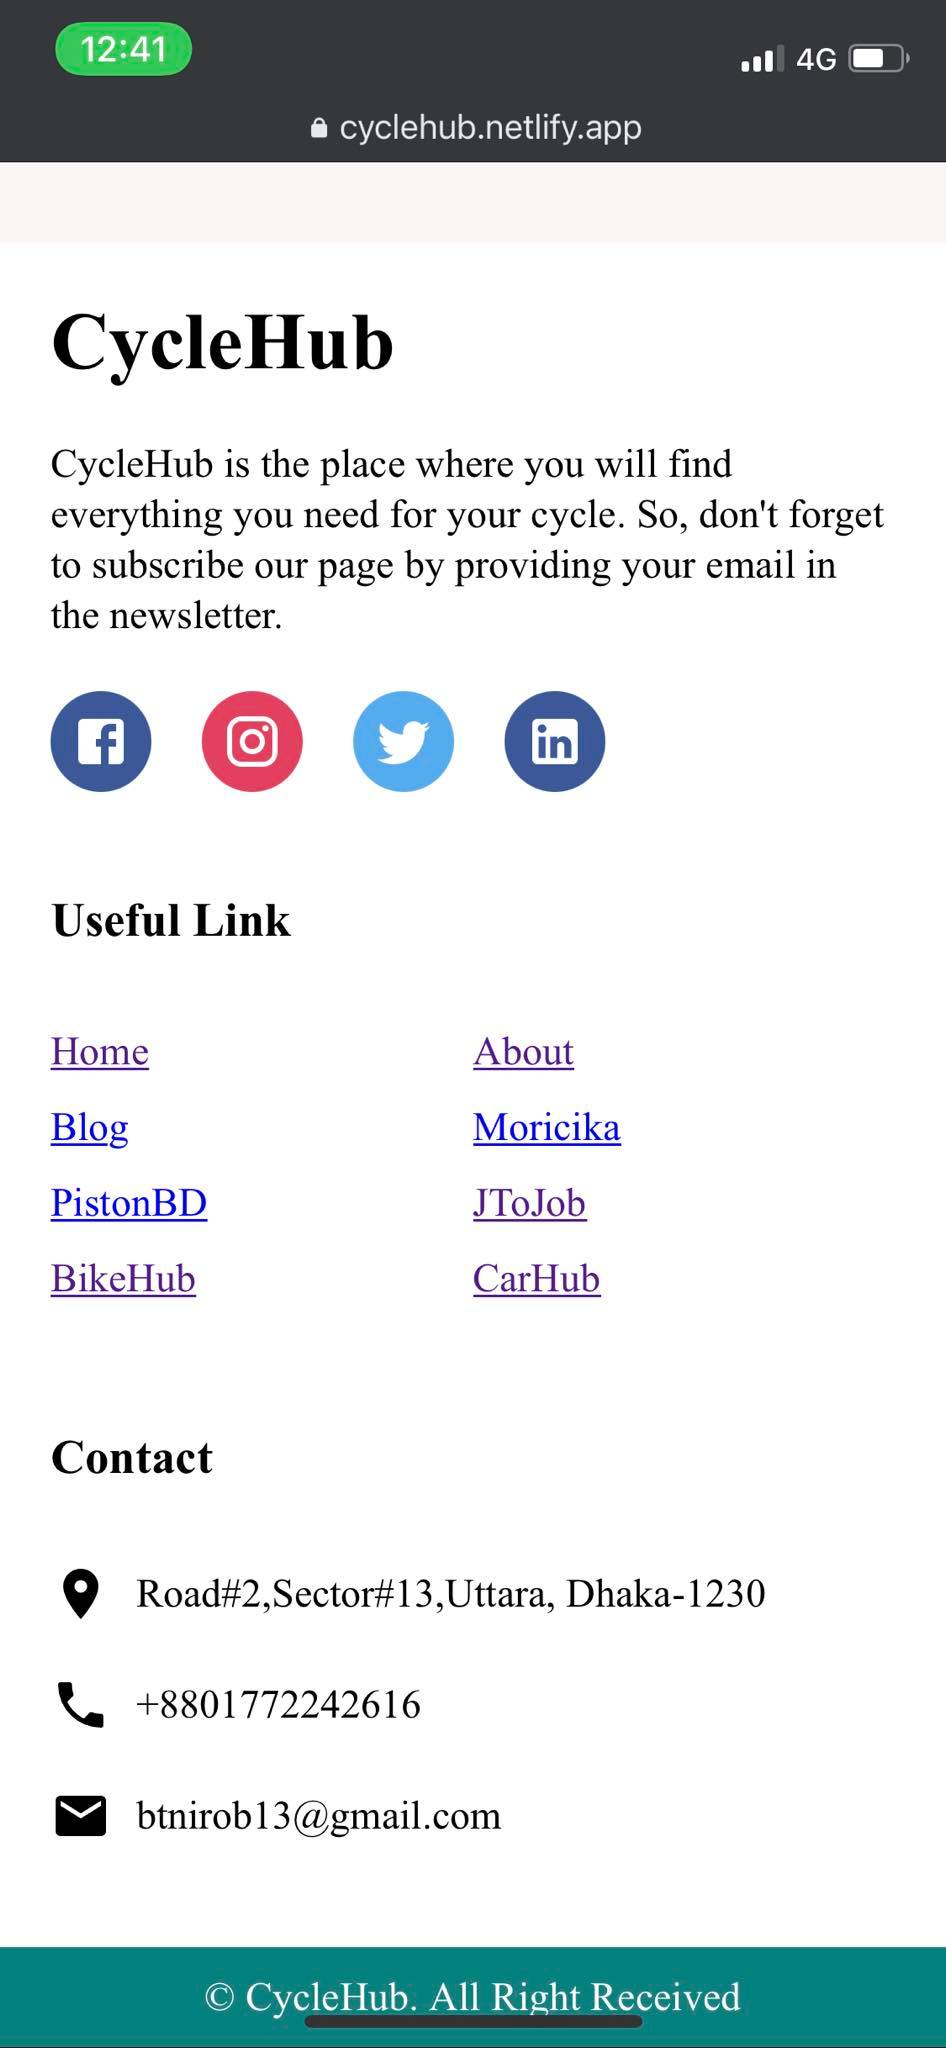 12:41
4G
cyclehub.netlify.app
CycleHub
CycleHub is the place where you will find
everything you need for your cycle. So, don't forget
to subscribe our page by providing your email in
the newsletter.
Useful Link
Home About
Blog Moricika
PistonBD JToJob
BikeHub CarHub
Contact
Road#2,Sector#13,Uttara, Dhaka-1230
+8801772242616
btnirob13@gmail.com
© CycleHub. All Right Received